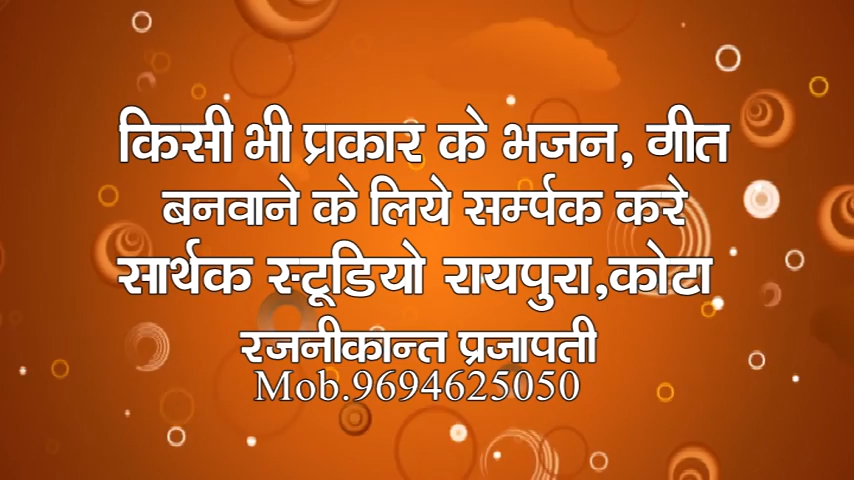 किसी भी प्रकार के भजन, गीत
बनवाने के लिये सर्म्पक करे
सार्थक स्टूडियो रायपुरा,कोटा
रजनीकान्त प्रजापती
Mob.9694625050